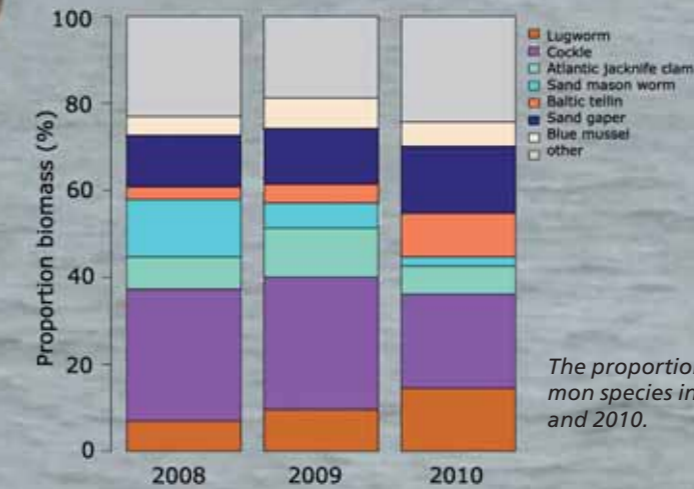 Proportion biomass (%)
100
80
60
40
20
0
2008
2009
2010
Lugworm
Cockle
Atlantic jacknife clam
Sand mason worm
Baltic tellin
Sand gaper
Blue mussel
other
The proportion
mon species in
and 2010.